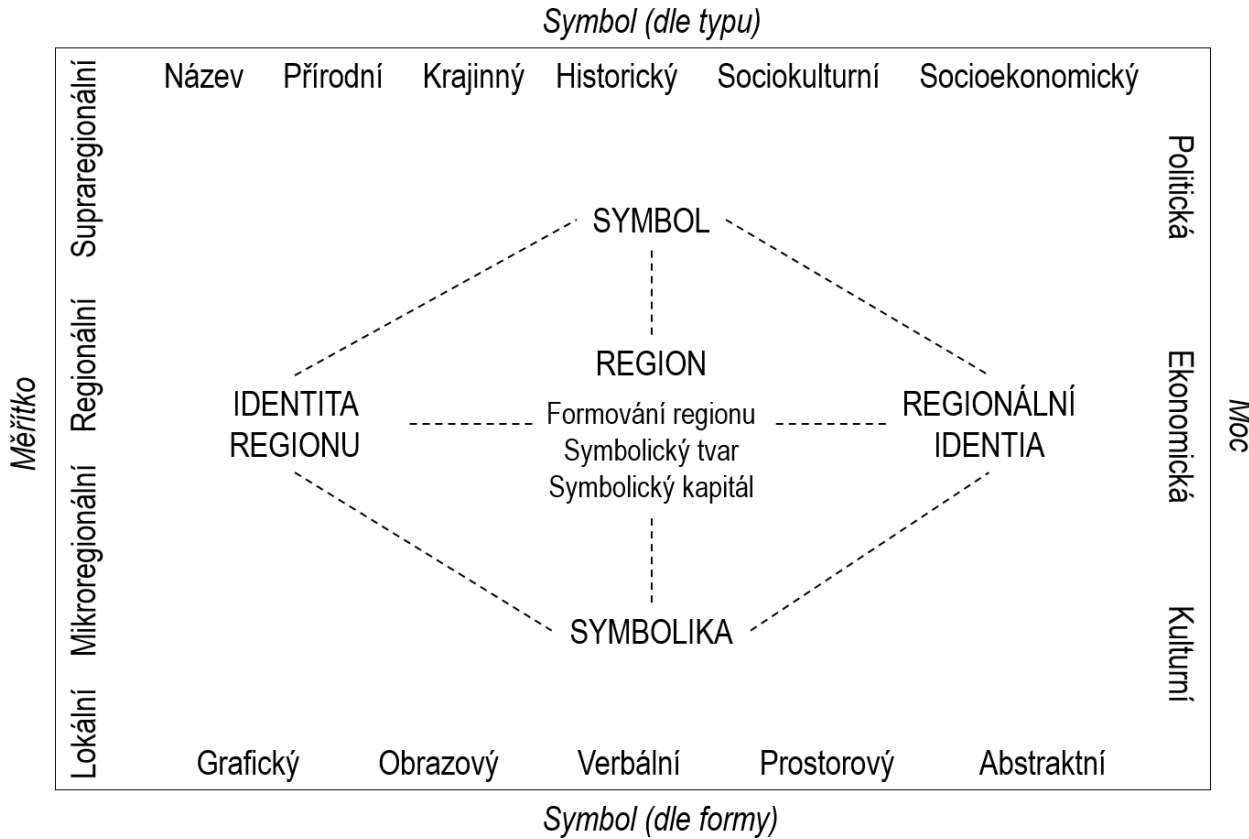 Symbol (dle typu)
Název Přírodní Krajinný Historický Sociokulturní Socioekonomický
Měřítko
Supraregionální
Regionální
Mikroregionální
Lokální
SYMBOL
REGION
Formování regionu
Symbolický tvar
Symbolický kapitál
IDENTITA
REGIONU
REGIONÁLNÍ
IDENTIA
SYMBOLIKA
Politická
Ekonomická
Kulturní
Moc
Grafický Obrazový Verbální Prostorový Abstraktní
Symbol (dle formy)